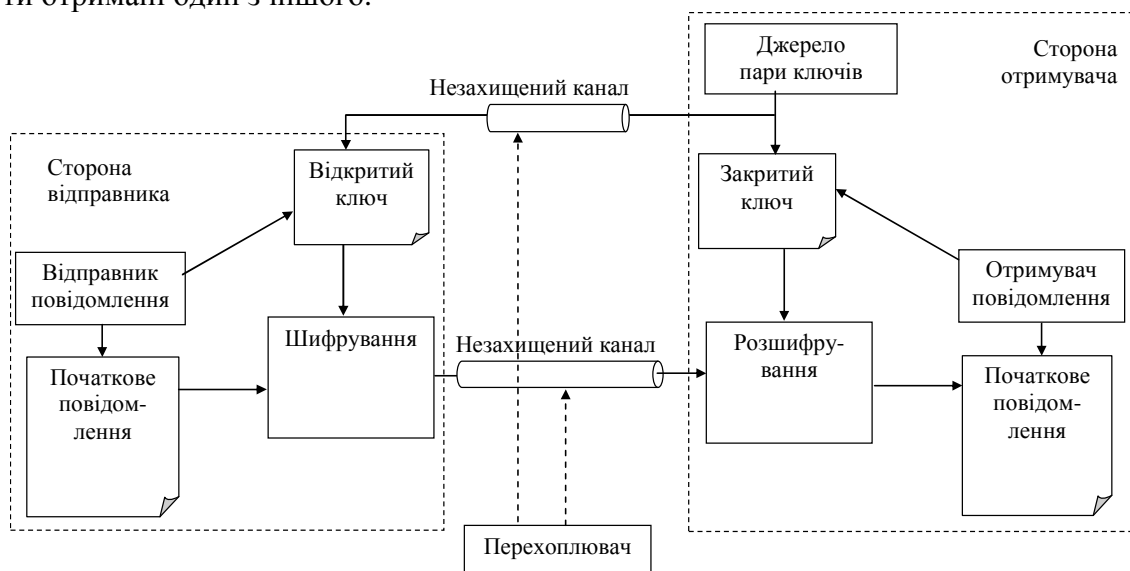 ти отримані один з іншого.
Джерело
пари ключів
Сторона
отримувача
Незахищений канал
Сторона
відправника
Відкритий
ключ
Закритий
ключ
Відправник
повідомлення
Отримувач
повідомлення
Шифрування
Незахищений канал
Розшифру-
вання
Початкове
повідом-
лення
Початкове
повідом-
лення
Перехоплювач